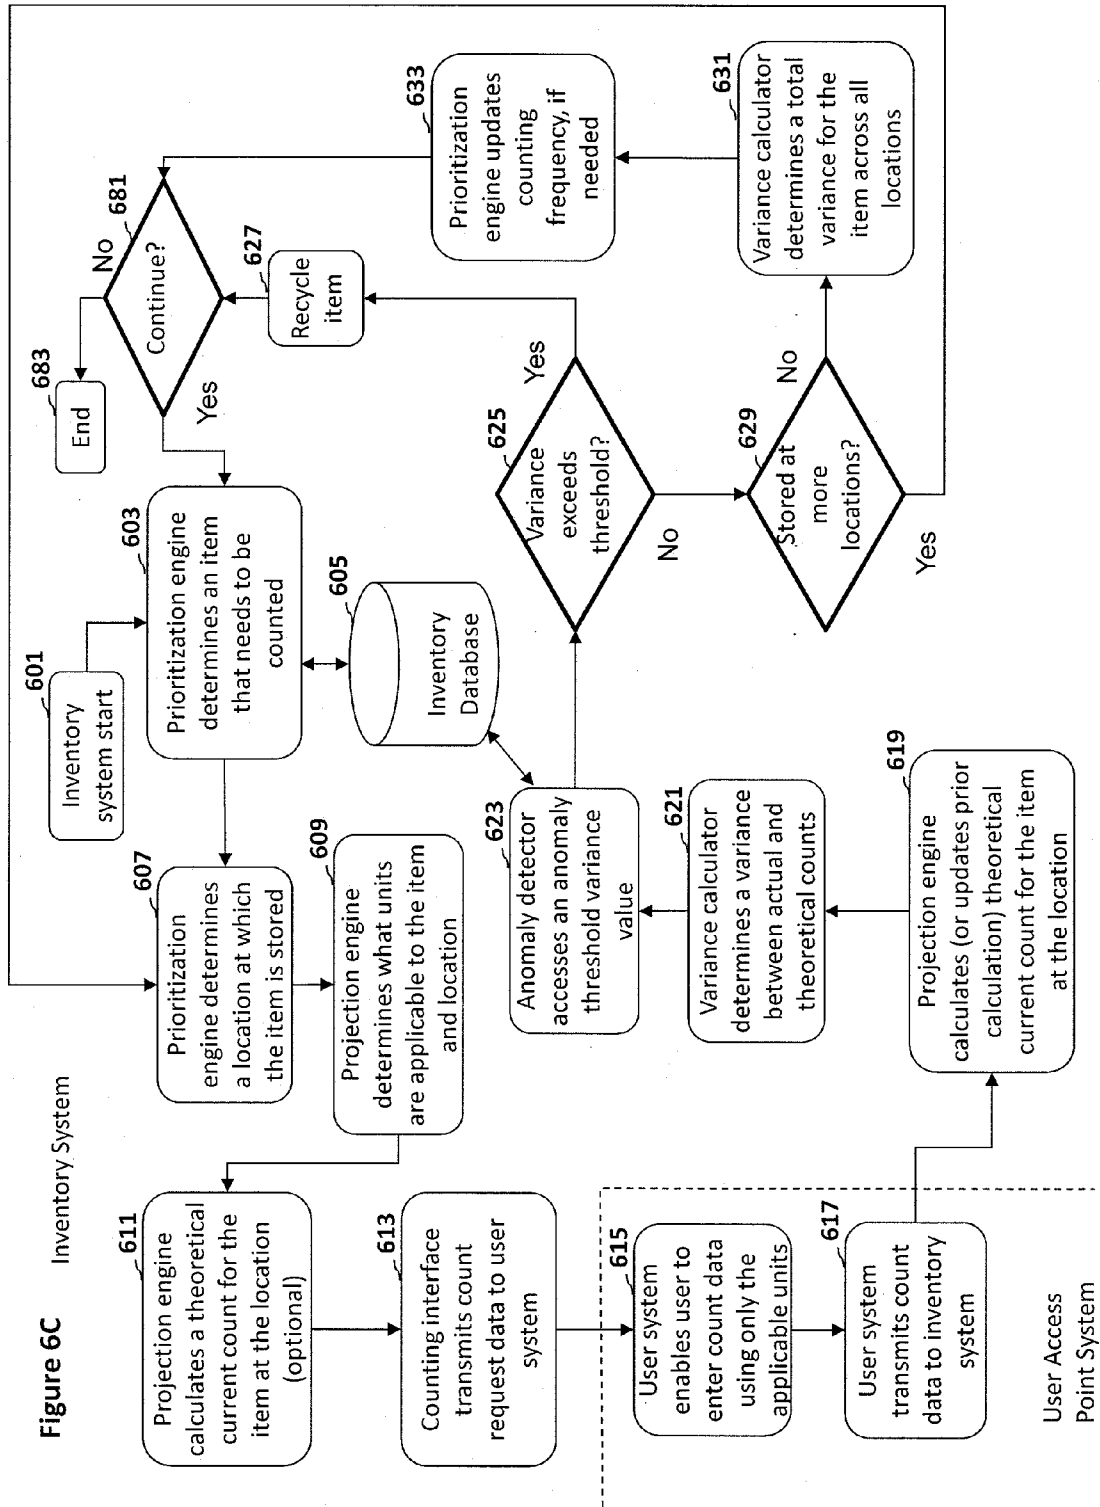 Figure 6C
Inventory System
601
Inventory
system start
603
Prioritization engine
determines an item
that needs to be
counted
605
Inventory
Database
607
Prioritization
engine determines
a location at which
the item is stored
609
Projection engine
determines what units
are applicable to the item
and location
611
Projection engine
calculates a theoretical
current count for the
item at the location
(optional)
613
Counting interface
transmits count
request data to user
system
615
User system
enables user to
enter count data
using only the
applicable units
617
User system
transmits count
data to inventory
system
User Access
Point System
619
Projection engine
calculates (or updates prior
calculation) theoretical
current count for the item
at the location
621
Variance calculator
determines a variance
between actual and
theoretical counts
623
Anomaly detector
accesses an anomaly
threshold variance
value
625
Variance
exceeds
threshold?
Yes
No
627
Recycle
item
629
Stored at
more
locations?
No
Yes
631
Variance calculator
determines a total
variance for the
item across all
locations
633
Prioritization
engine updates
counting
frequency, if
needed
681
Continue?
No
Yes
683
End